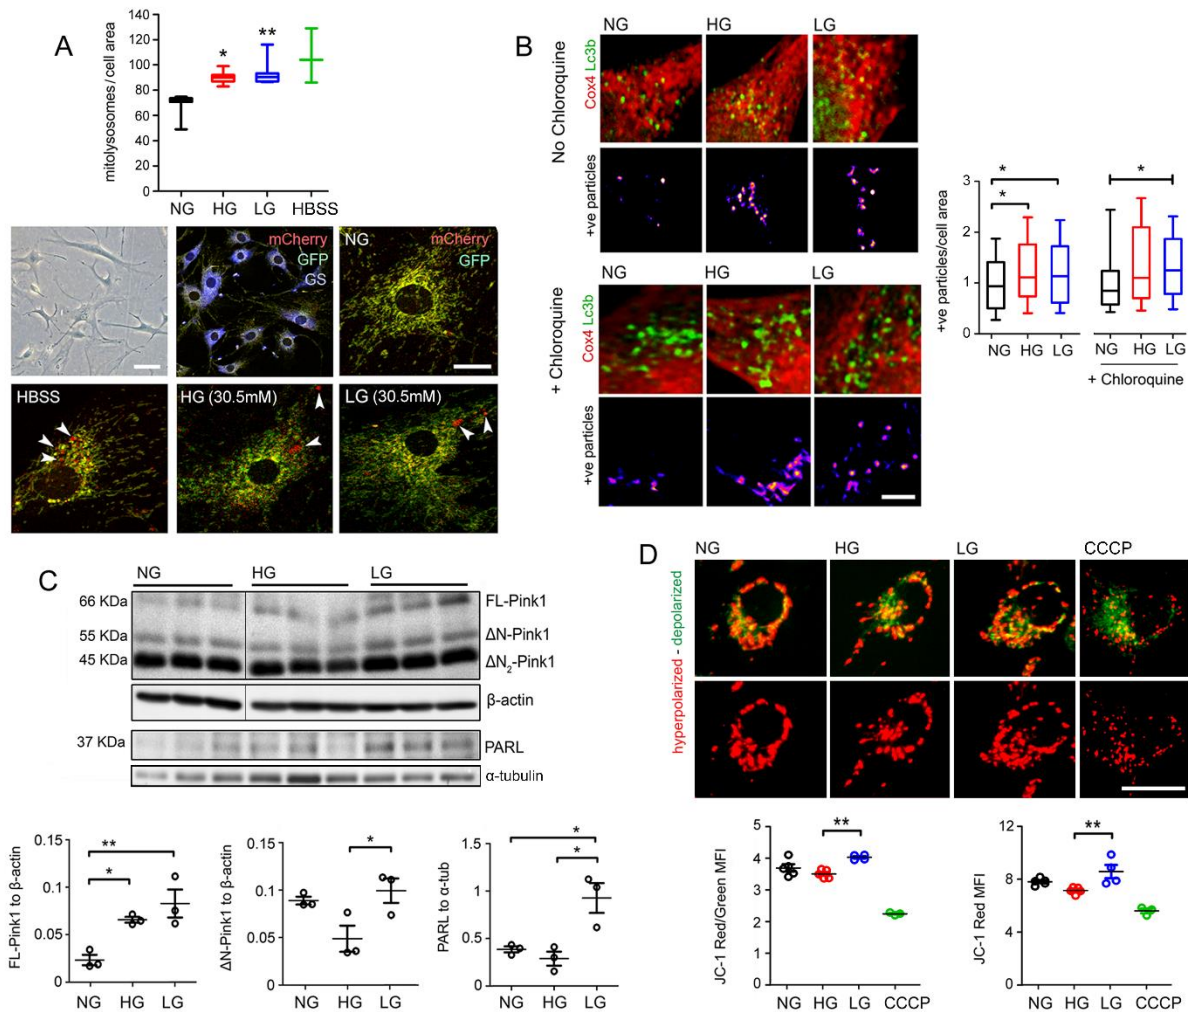 A
mitolysosomes/cell area
140
120
100
80
60
40
20
0
*
**
NG HG LG HBSS
mCherry
GFP
GS
NG
mCherry
GFP
HBSS
HG (30.5mM)
LG (30.5mM)
B
NG HG LG
No Chloroquine
Cox4 Lc3b
+ve particles
NG HG LG
+ Chloroquine
Cox4 Lc3b
+ve particles
+ve particles/cell area
3
2
1
0
*
*
*
NG HG LG NG HG LG
+ Chloroquine
C
NG HG LG
66 KDa FL-Pink1
55 KDa ΔN-Pink1
45 KDa ΔN₂-Pink1
β-actin
37 KDa PARL
α-tubulin
FL-Pink1 to β-actin
0.15
0.1
0.05
0
**
*
NG HG LG
ΔN-Pink1 to β-actin
0.15
0.1
0.05
0
*
NG HG LG
PARL to α-tub
1.5
1.0
0.5
0.0
*
*
NG HG LG
D
NG HG LG CCCP
hyperpolarized - depolarized
JC-1 Red/Green MFI
5
4
3
2
1
0
**
NG HG LG CCCP
JC-1 Red MFI
12
8
4
0
**
NG HG LG CCCP